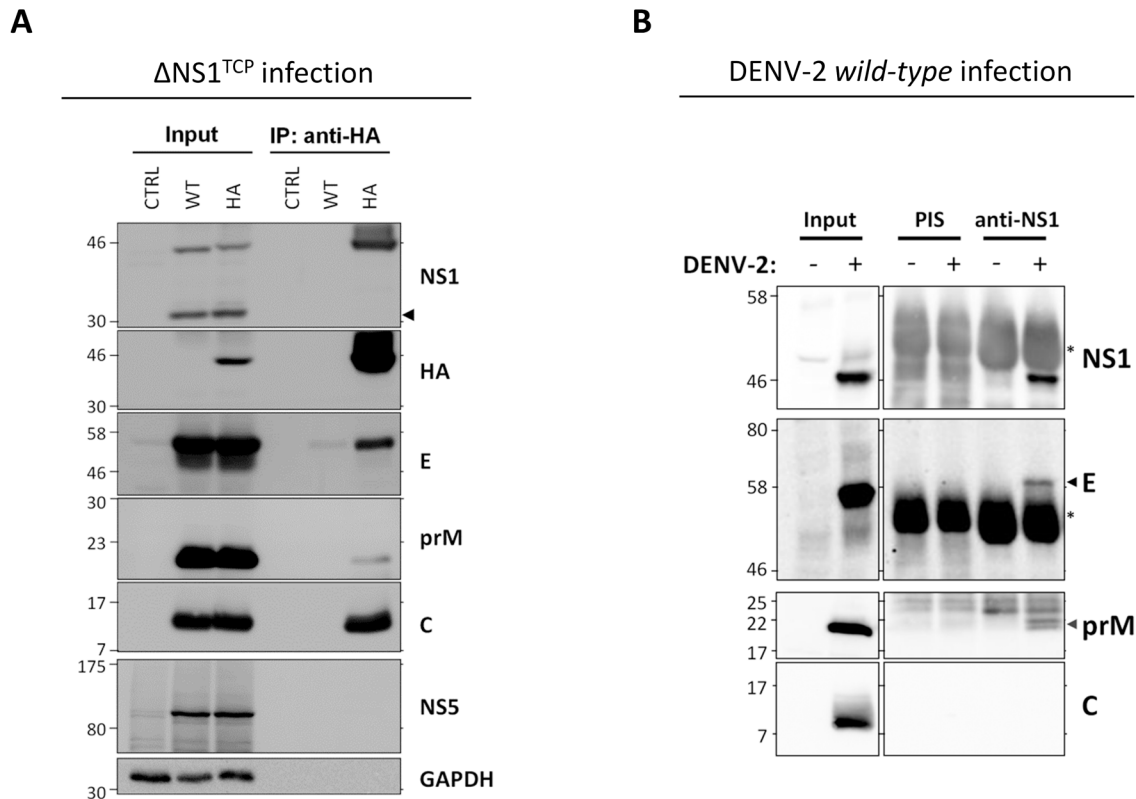 A
ΔNS1TCP infection
Input IP: anti-HA
CTRL WT HA CTRL WT HA
46
NS1
30
46
HA
30
58
E
46
30
prM
23
17
C
7
175
NS5
80
GAPDH
30
B
DENV-2 wild-type infection
Input PIS anti-NS1
DENV-2: - + - + - +
58
* NS1
46
80
58 E
*
46
25
22 prM
17
17
C
7